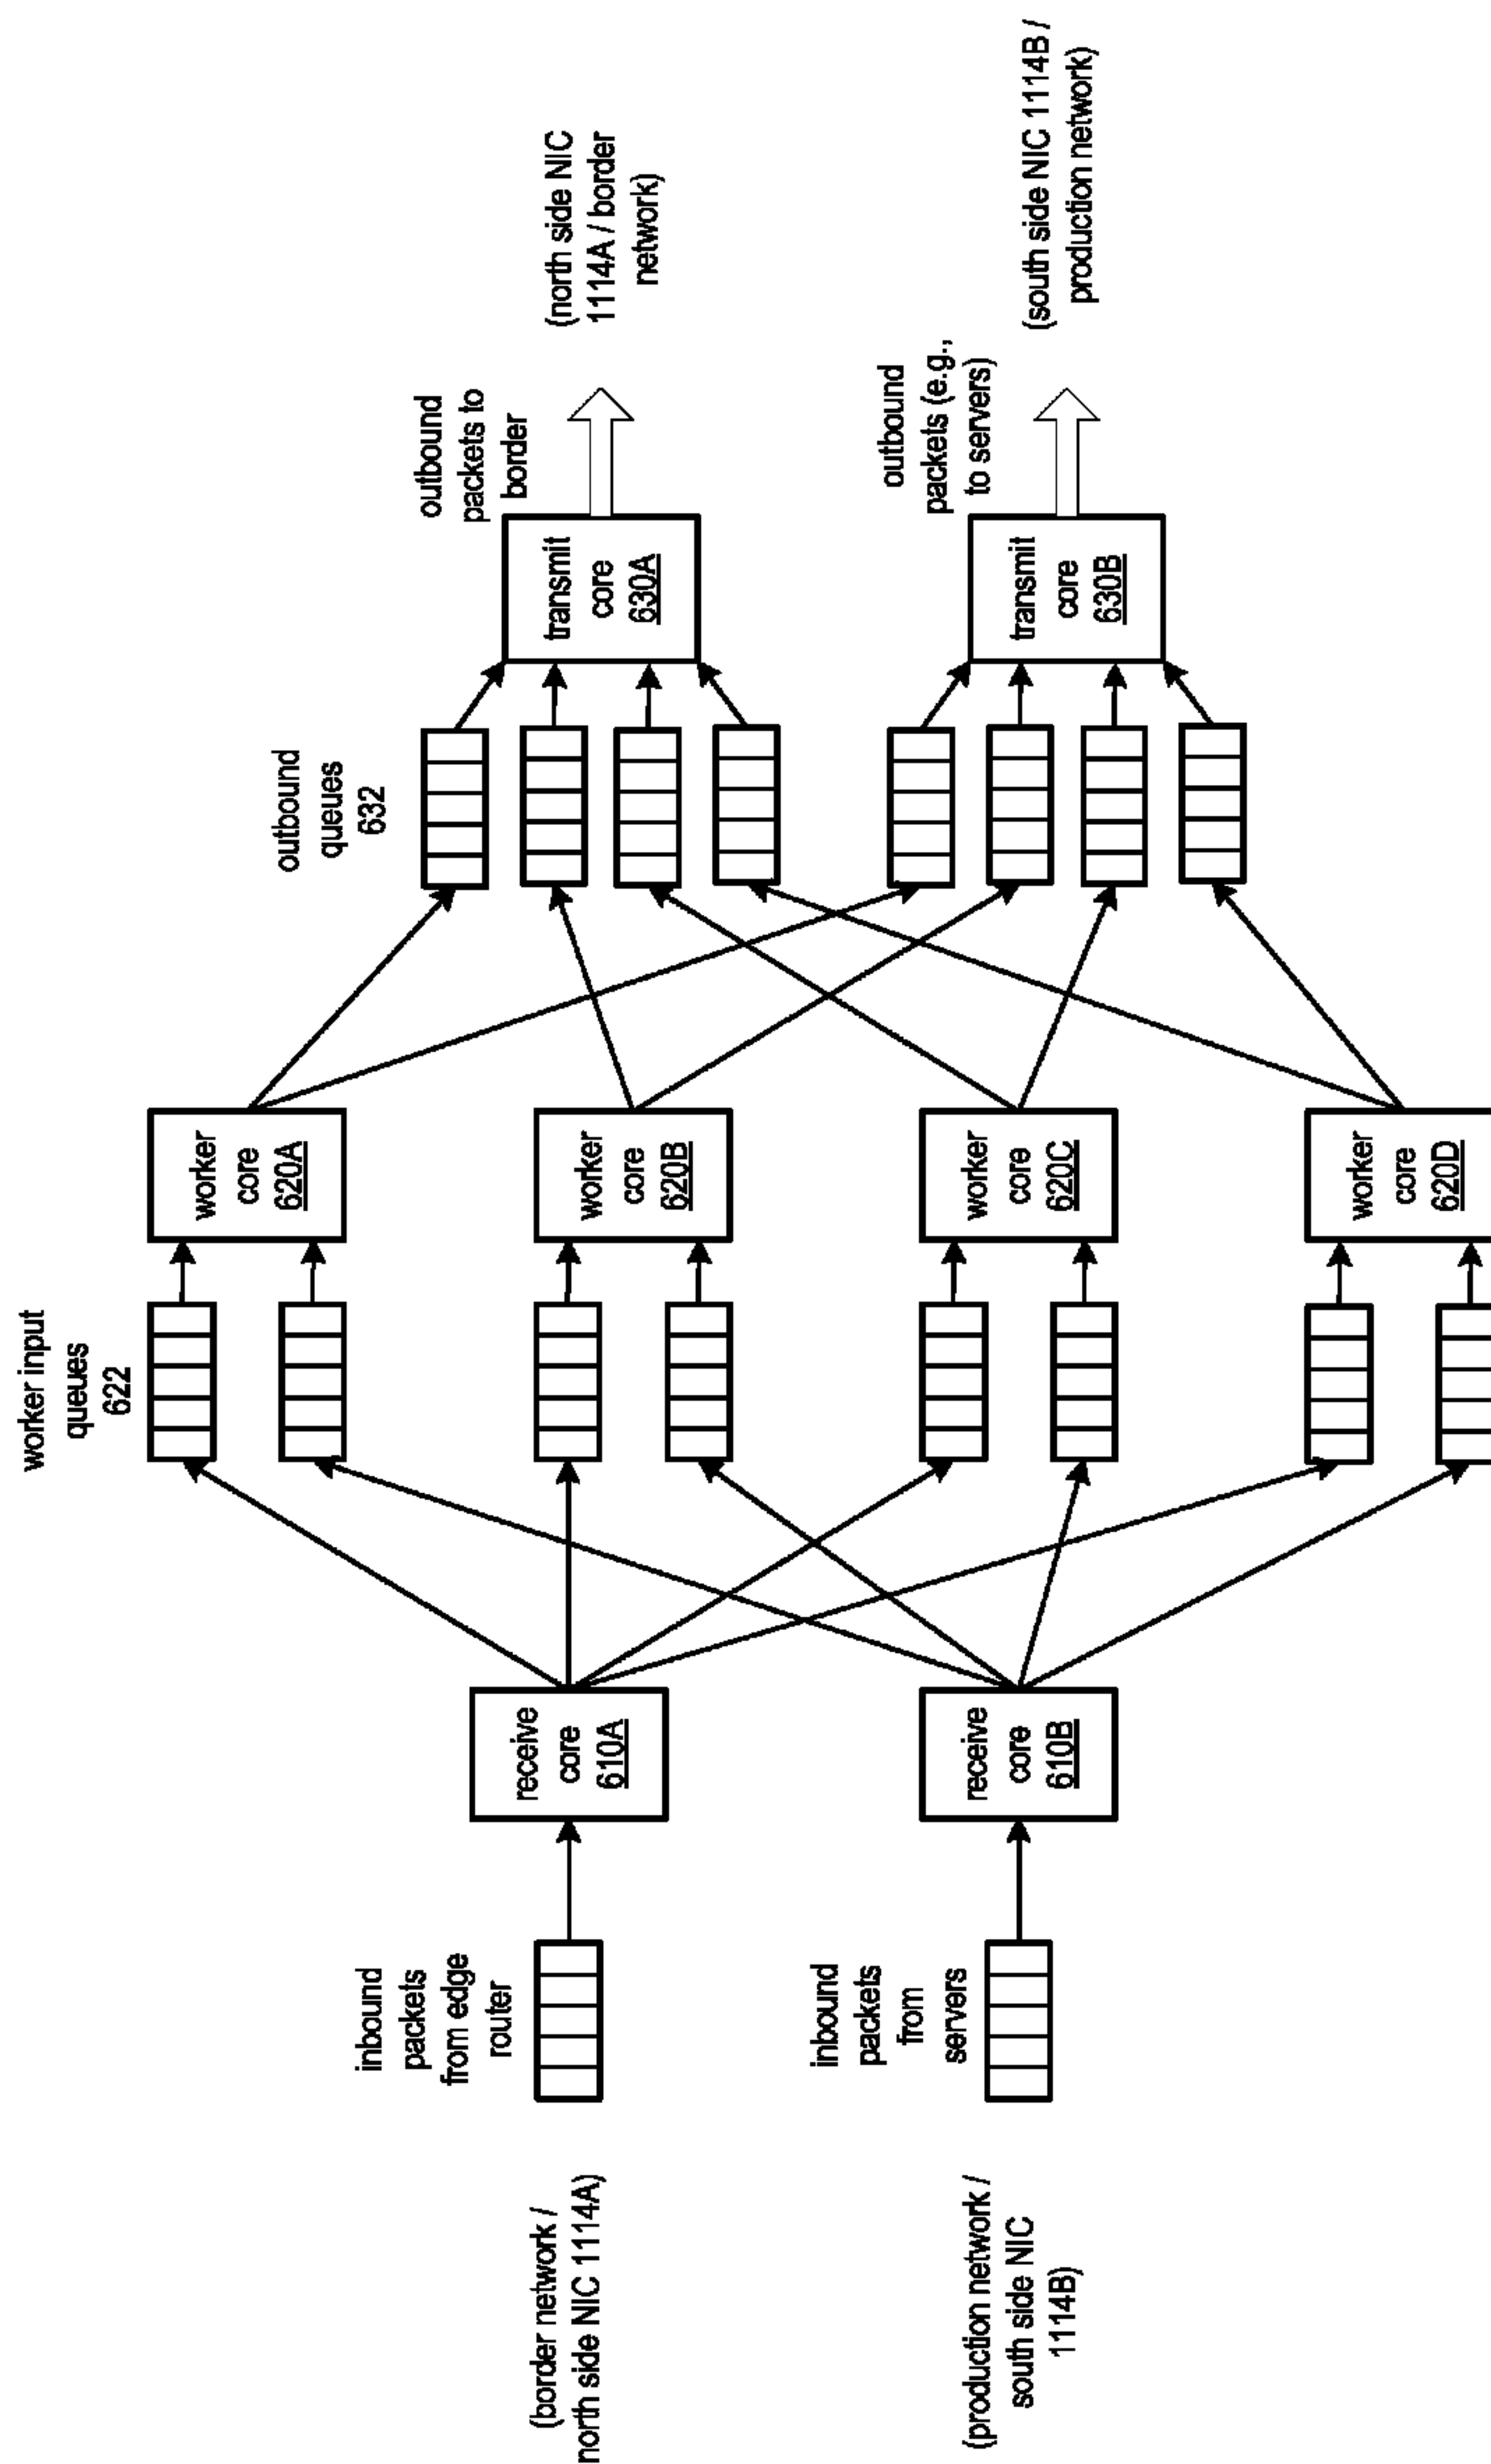 (border network /
north side NIC 1114A)
(production network /
south side NIC
1114B)
inbound
packets
from edge
router
inbound
packets
from
servers
receive
core
610A
receive
core
610B
worker input
queues
622
worker
core
620A
worker
core
620B
worker
core
620C
worker
core
620D
outbound
queues
632
transmit
core
630A
transmit
core
630B
outbound
packets to
border
outbound
packets (e.g.,
to servers)
(north side NIC
1114A / border
network)
(south side NIC 1114B /
production network)